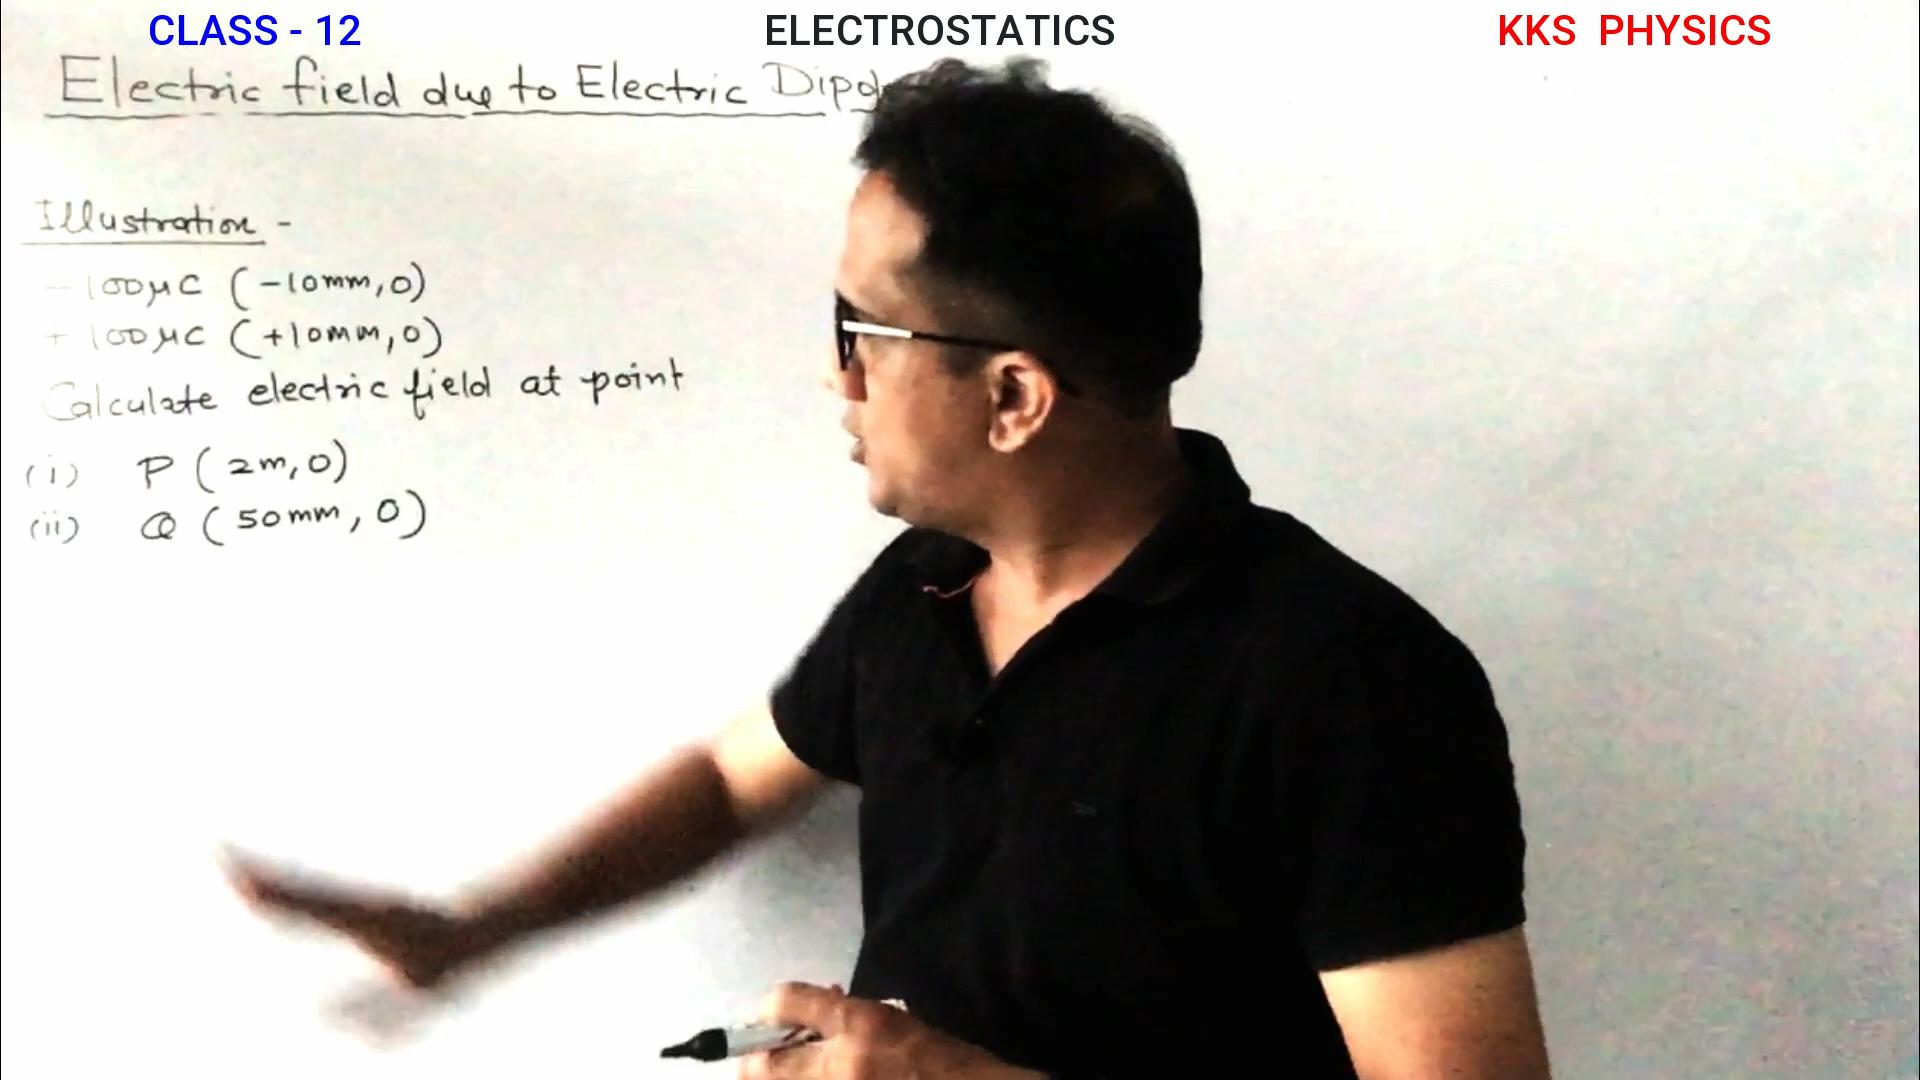 CLASS - 12 ELECTROSTATICS KKS PHYSICS
Electric field due to Electric Dipol
Illustration -
- 100μC (-10mm, 0)
+ 100μC (+10mm, 0)
Calculate electric field at point
(i) P ( 2m, 0)
(ii) Q ( 50mm, 0)